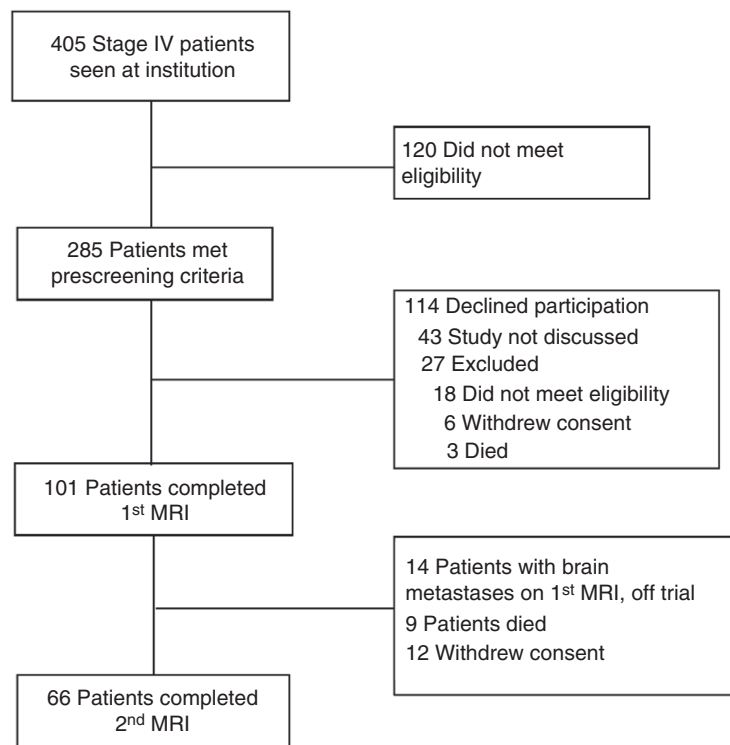 405 Stage IV patients
seen at institution
120 Did not meet
eligibility
285 Patients met
prescreening criteria
114 Declined participation
43 Study not discussed
27 Excluded
18 Did not meet eligibility
6 Withdrew consent
3 Died
101 Patients completed
1st MRI
14 Patients with brain
metastases on 1st MRI, off trial
9 Patients died
12 Withdrew consent
66 Patients completed
2nd MRI